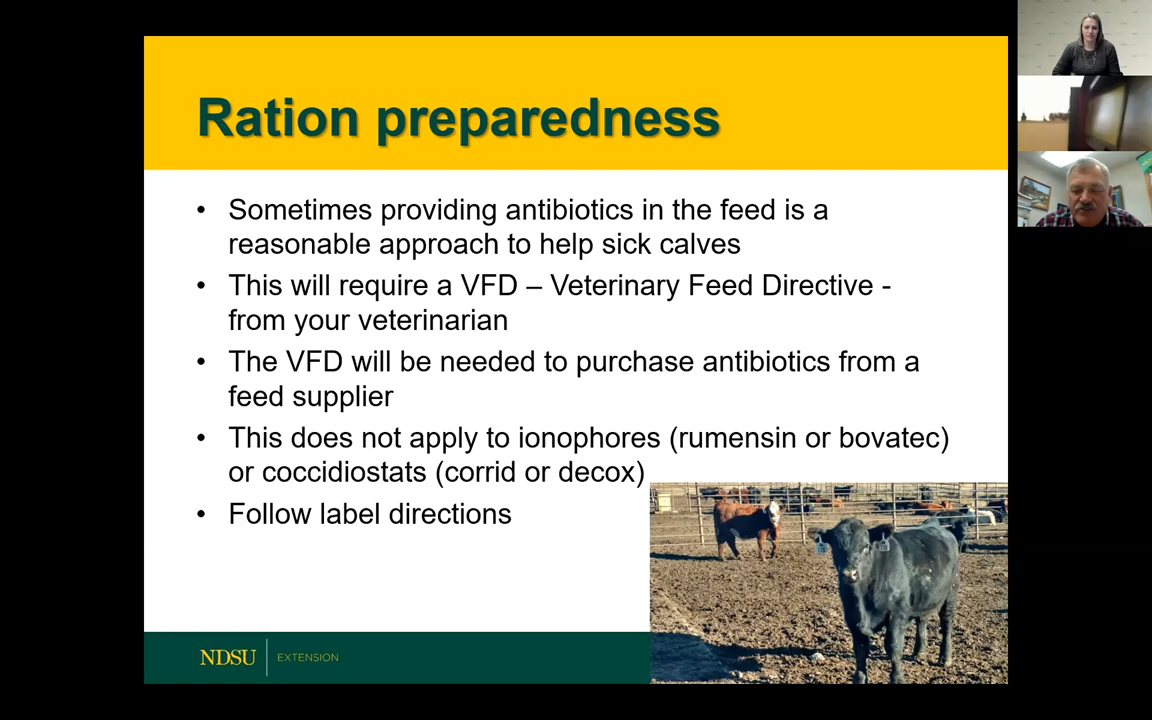 Ration preparedness
• Sometimes providing antibiotics in the feed is a
reasonable approach to help sick calves
• This will require a VFD – Veterinary Feed Directive -
from your veterinarian
• The VFD will be needed to purchase antibiotics from a
feed supplier
• This does not apply to ionophores (rumensin or bovatec)
or coccidiostats (corrid or decox)
• Follow label directions
NDSU EXTENSION